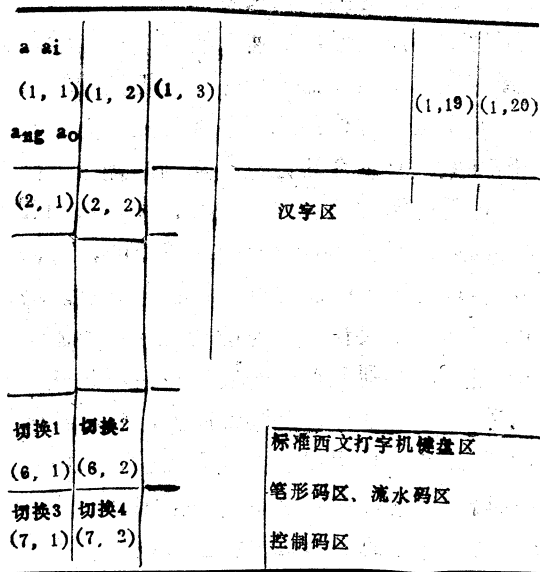 a ai
(1, 1) (1, 2) (1, 3) (1,19) (1,20)
ang ao
(2, 1) (2, 2) 汉字区
切换1 切换2 标准西文打字机键盘区
(6, 1) (6, 2)
笔形码区、流水码区
切换3 切换4
(7, 1) (7, 2) 控制码区